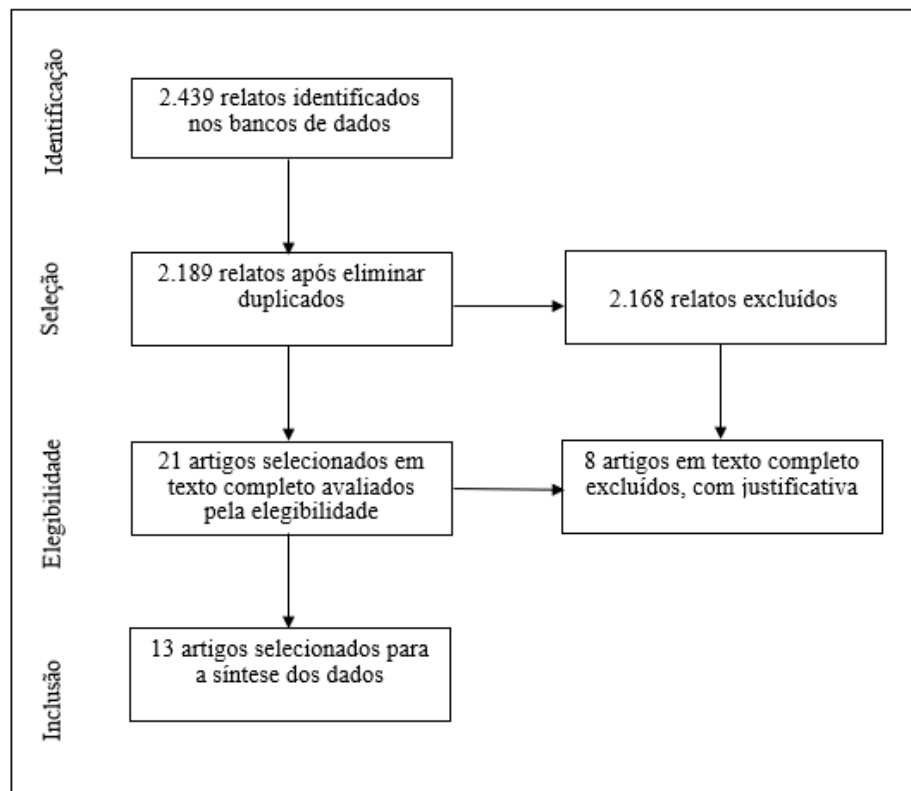 Identificação
2.439 relatos identificados
nos bancos de dados
Seleção
2.189 relatos após eliminar
duplicados
2.168 relatos excluídos
Elegibilidade
21 artigos selecionados em
texto completo avaliados
pela elegibilidade
8 artigos em texto completo
excluídos, com justificativa
Inclusão
13 artigos selecionados para
a síntese dos dados